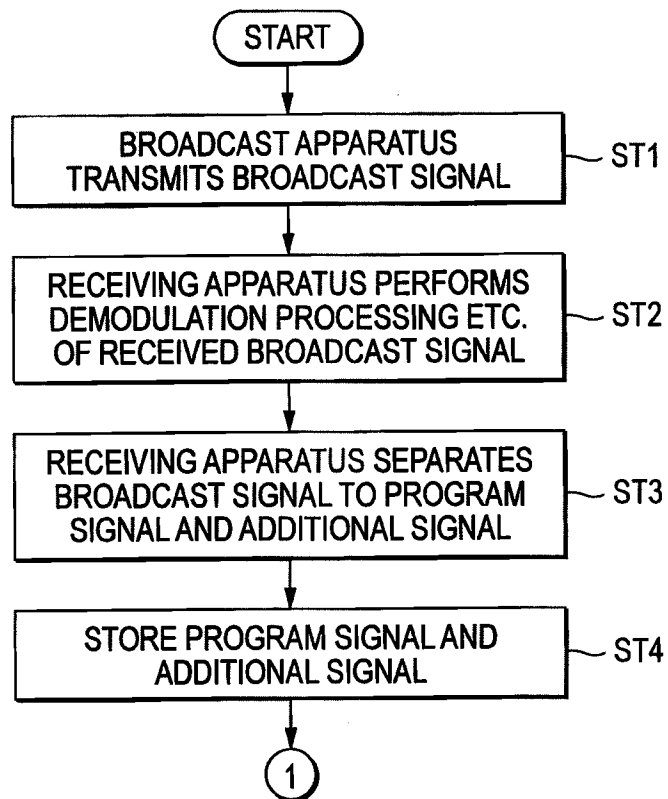 START
BROADCAST APPARATUS
TRANSMITS BROADCAST SIGNAL
ST1
RECEIVING APPARATUS PERFORMS
DEMODULATION PROCESSING ETC.
OF RECEIVED BROADCAST SIGNAL
ST2
RECEIVING APPARATUS SEPARATES
BROADCAST SIGNAL TO PROGRAM
SIGNAL AND ADDITIONAL SIGNAL
ST3
STORE PROGRAM SIGNAL AND
ADDITIONAL SIGNAL
ST4
1